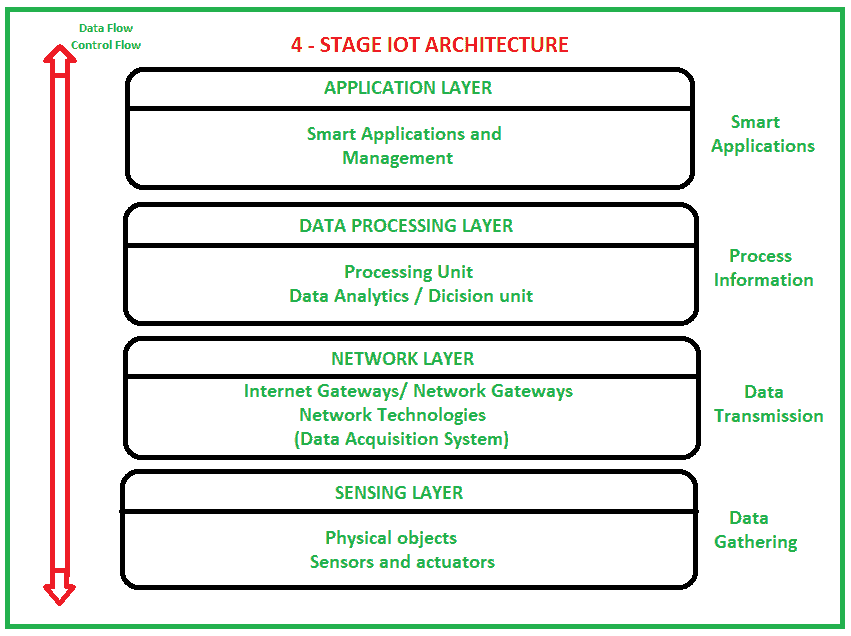 Data Flow
Control Flow
4 - STAGE IOT ARCHITECTURE
APPLICATION LAYER
Smart Applications and
Management
Smart
Applications
DATA PROCESSING LAYER
Processing Unit
Data Analytics / Dicision unit
Process
Information
NETWORK LAYER
Internet Gateways/ Network Gateways
Network Technologies
(Data Acquisition System)
Data
Transmission
SENSING LAYER
Physical objects
Sensors and actuators
Data
Gathering